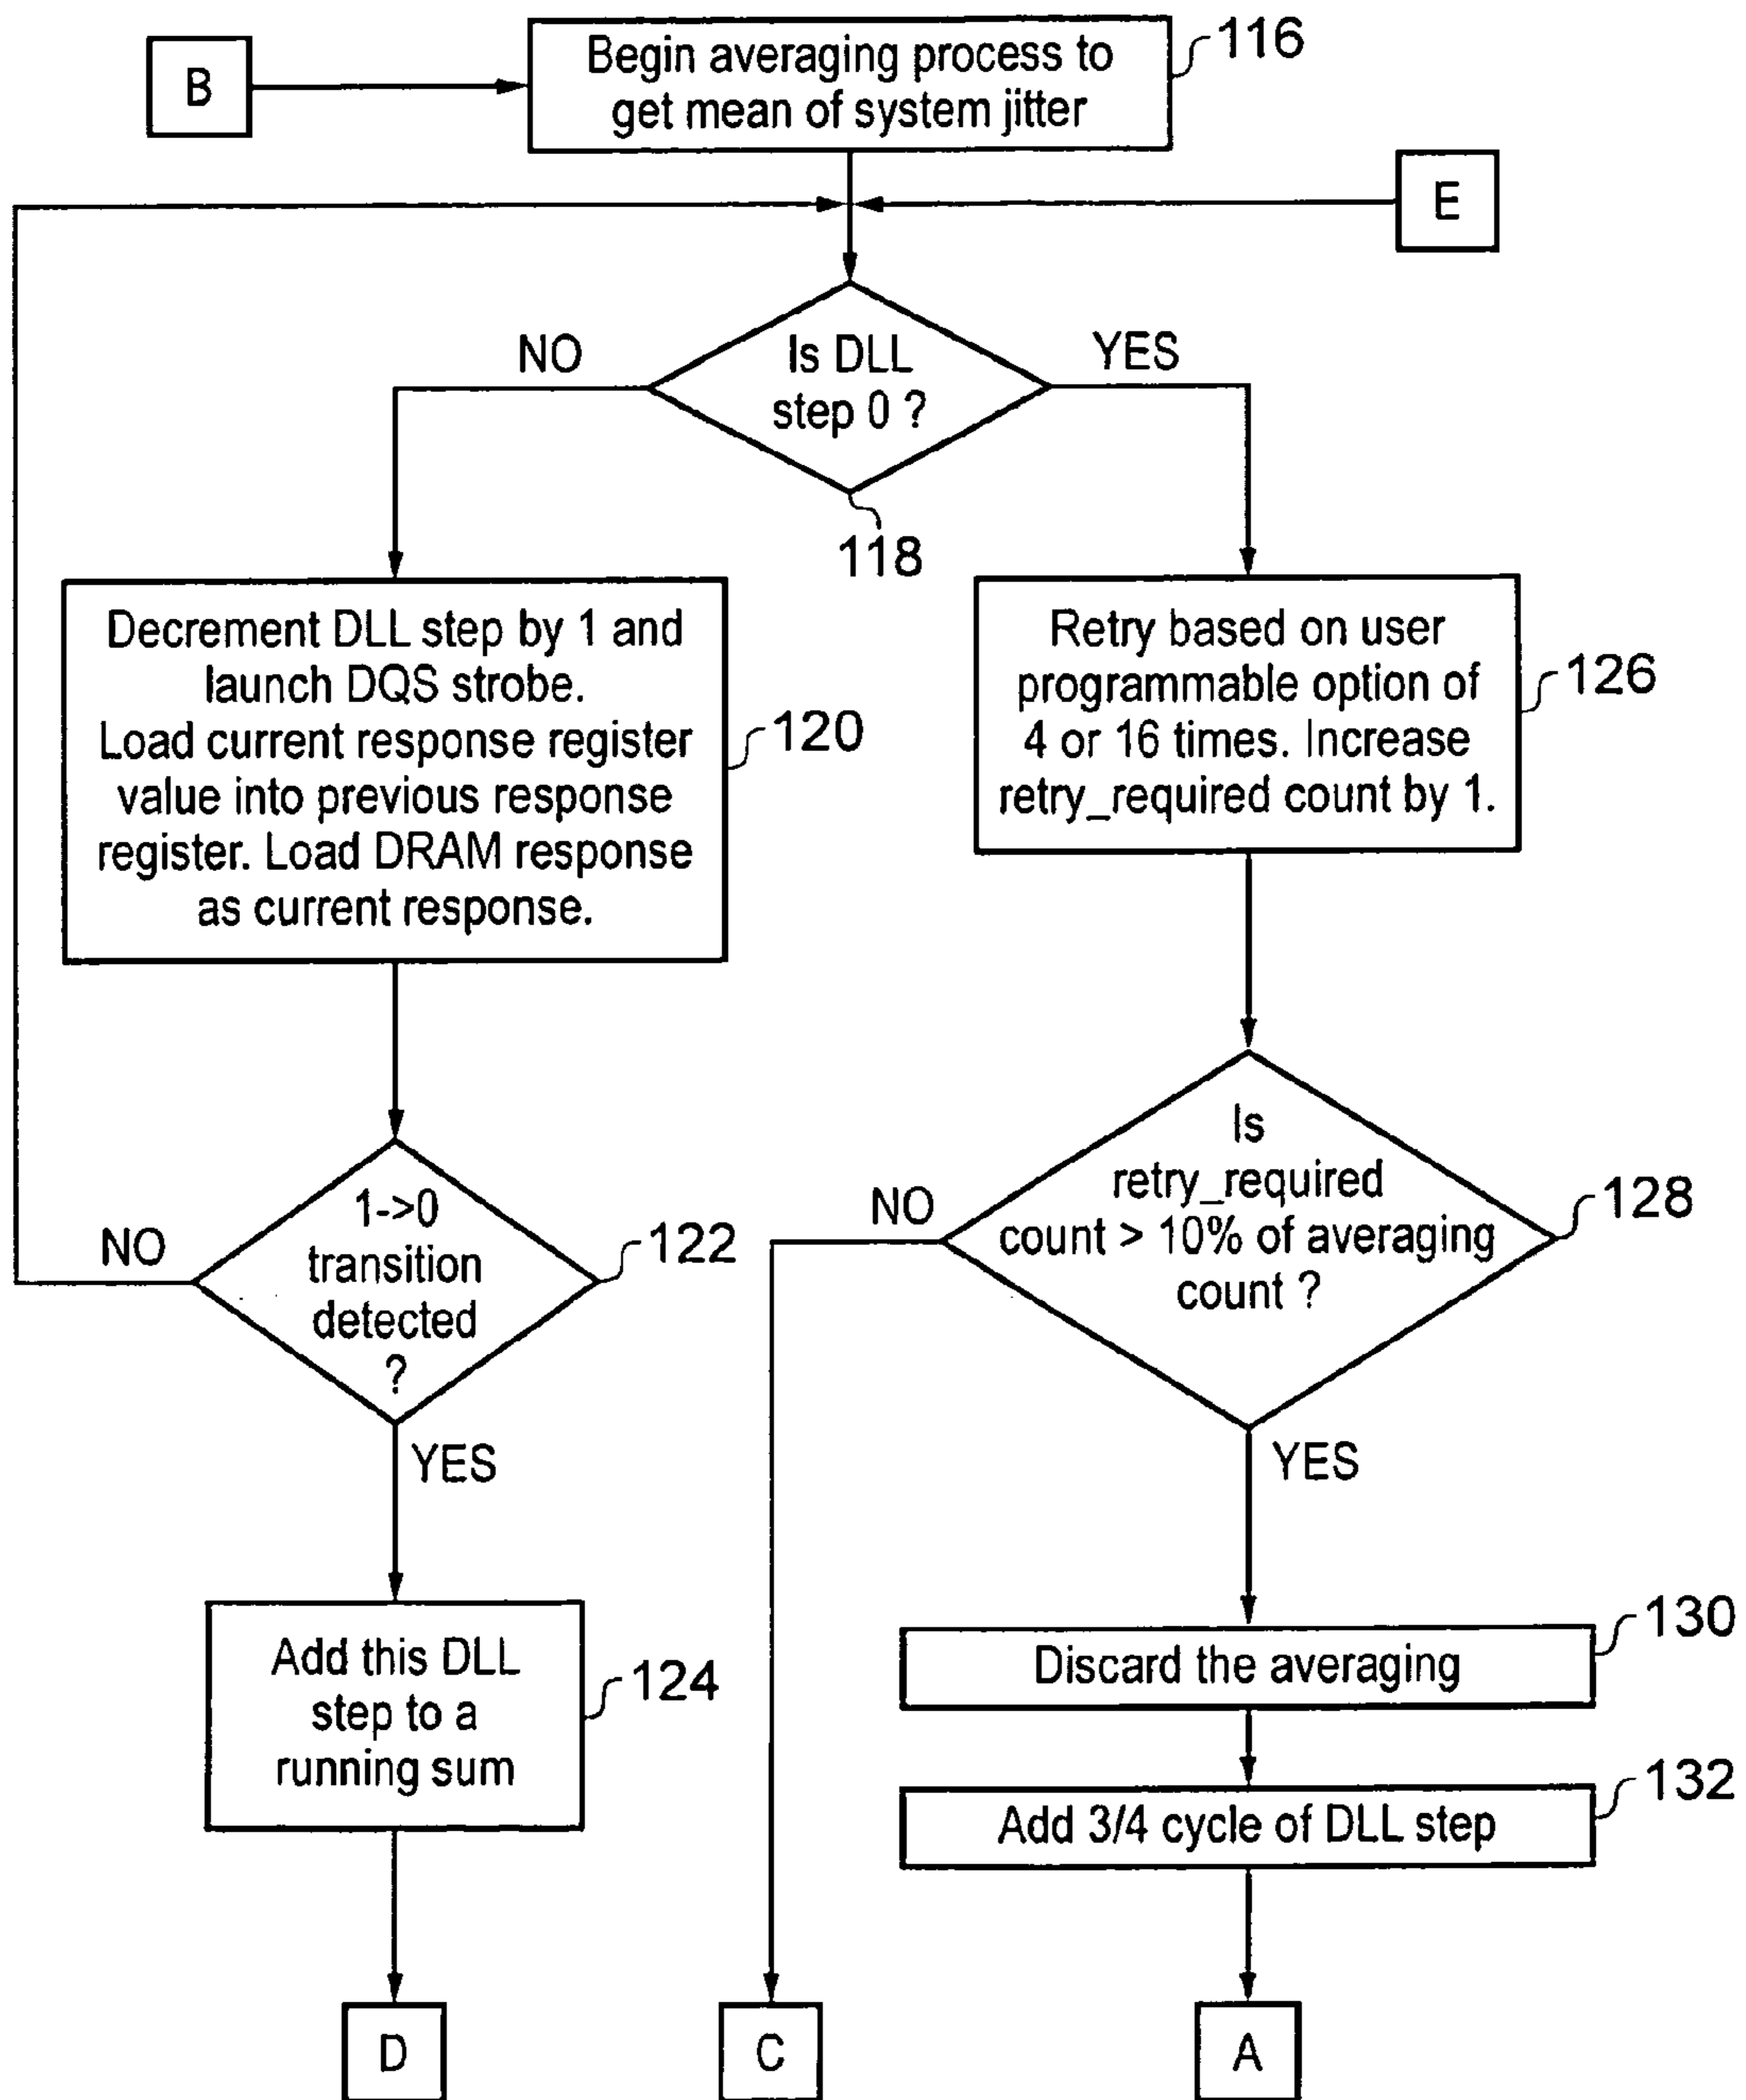 B
Begin averaging process to
get mean of system jitter
116
E
NO
Is DLL
step 0 ?
YES
118
Decrement DLL step by 1 and
launch DQS strobe.
Load current response register
value into previous response
register. Load DRAM response
as current response.
120
Retry based on user
programmable option of
4 or 16 times. Increase
retry_required count by 1.
126
NO
1->0
transition
detected
?
122
YES
NO
Is
retry_required
count > 10% of averaging
count ?
128
YES
Add this DLL
step to a
running sum
124
Discard the averaging
130
Add 3/4 cycle of DLL step
132
D
C
A